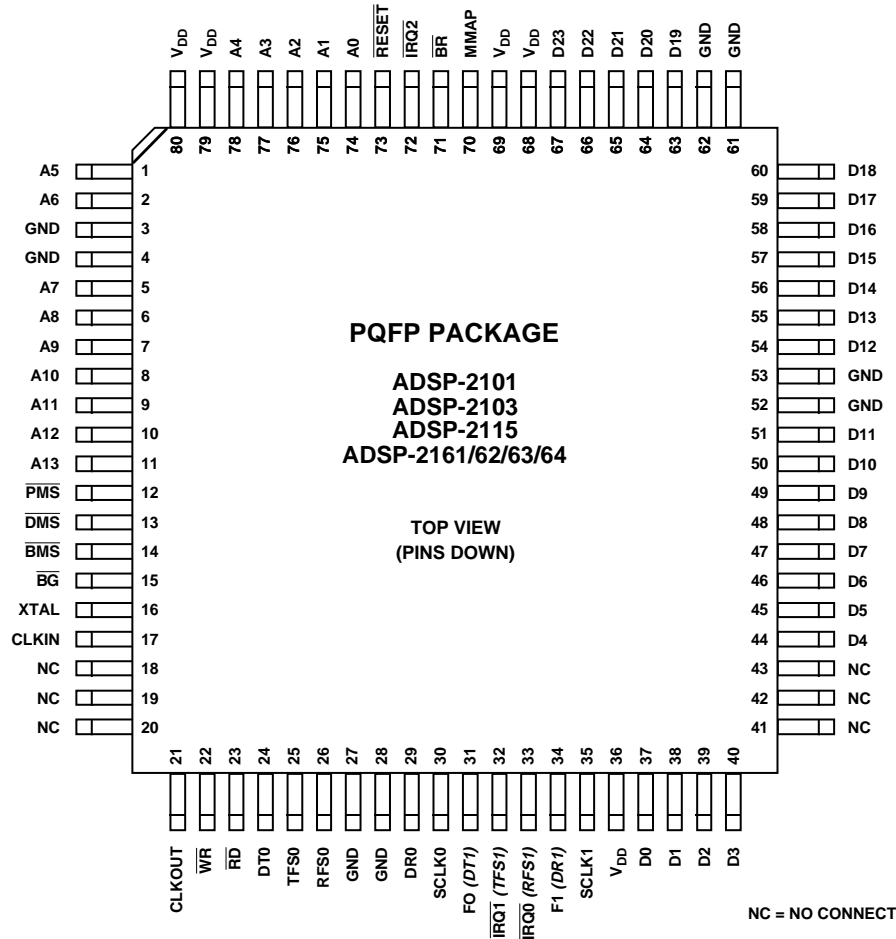 V_DD V_DD A4 A3 A2 A1 A0 RESET IRQ2 BR MMAP V_DD V_DD D23 D22 D21 D20 D19 GND GND
80 79 78 77 76 75 74 73 72 71 70 69 68 67 66 65 64 63 62 61
A5 1 60 D18
A6 2 59 D17
GND 3 58 D16
GND 4 57 D15
A7 5 56 D14
A8 6 55 D13
A9 7 54 D12
A10 8 53 GND
A11 9 52 GND
A12 10 51 D11
A13 11 50 D10
PMS 12 49 D9
DMS 13 48 D8
BMS 14 47 D7
BG 15 46 D6
XTAL 16 45 D5
CLKIN 17 44 D4
NC 18 43 NC
NC 19 42 NC
NC 20 41 NC
PQFP PACKAGE
ADSP-2101
ADSP-2103
ADSP-2115
ADSP-2161/62/63/64
TOP VIEW
(PINS DOWN)
21 22 23 24 25 26 27 28 29 30 31 32 33 34 35 36 37 38 39 40
CLKOUT WR RD DT0 TFS0 RFS0 GND GND DR0 SCLK0 FO (DT1) IRQ1 (TFS1) IRQ0 (RFS1) F1 (DR1) SCLK1 V_DD D0 D1 D2 D3
NC = NO CONNECT